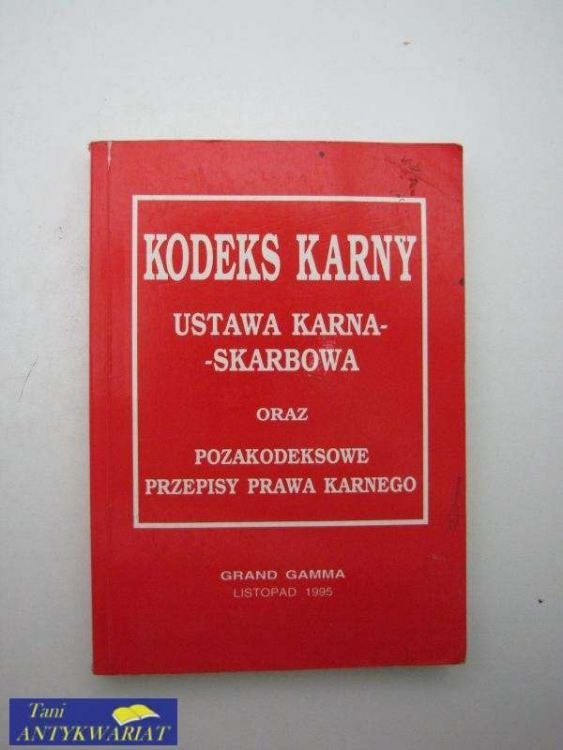 KODEKS KARNY
USTAWA KARNA-
-SKARBOWA
ORAZ
POZAKODEKSOWE
PRZEPISY PRAWA KARNEGO
GRAND GAMMA
LISTOPAD 1995
Tani
ANTYKWARIAT